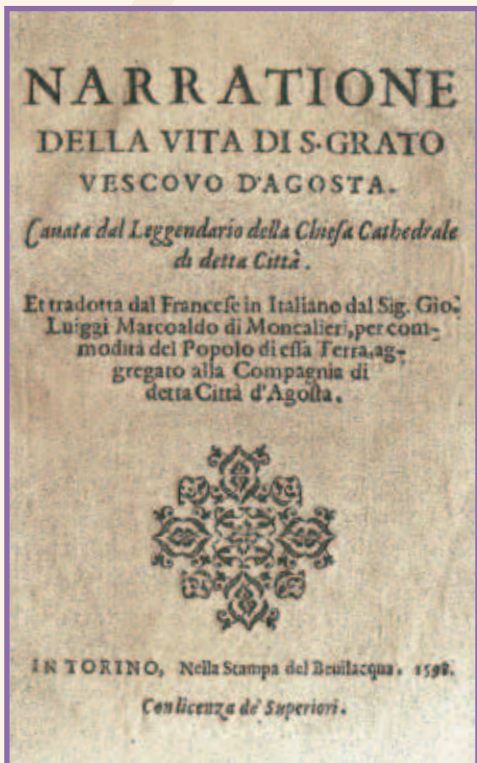 NARRATIONE
DELLA VITA DI S. GRATO
VESCOVO D'AGOSTA.
Cauata dal Leggendario della Chiesa Cathedrale
di detta Città.
Et tradotta dal Francese in Italiano dal Sig. Gio:
Luiggi Marcoaldo di Moncalieri, per com-
modità del Popolo di essa Terra, ag-
gregato alla Compagnia di
detta Città d'Agosta.
IN TORINO, Nella Stampa del Beuilacqua. 1598.
Con licenza de' Superiori.